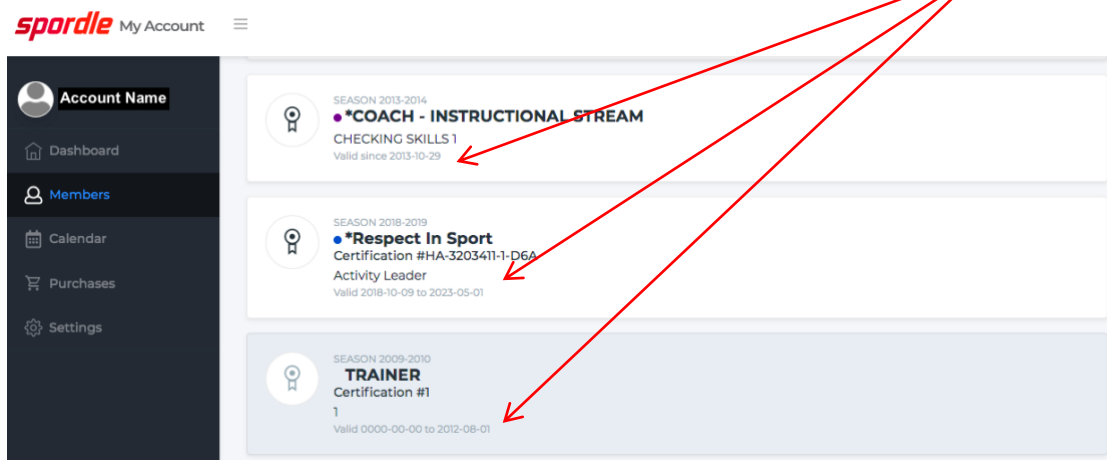 spordle My Account
Account Name
Dashboard
Members
Calendar
Purchases
Settings
SEASON 2013-2014
*COACH - INSTRUCTIONAL STREAM
CHECKING SKILLS 1
Valid since 2013-10-29
SEASON 2018-2019
*Respect In Sport
Certification #HA-3203411-1-D6A
Activity Leader
Valid 2018-10-09 to 2023-05-01
SEASON 2009-2010
TRAINER
Certification #1
1
Valid 0000-00-00 to 2012-08-01